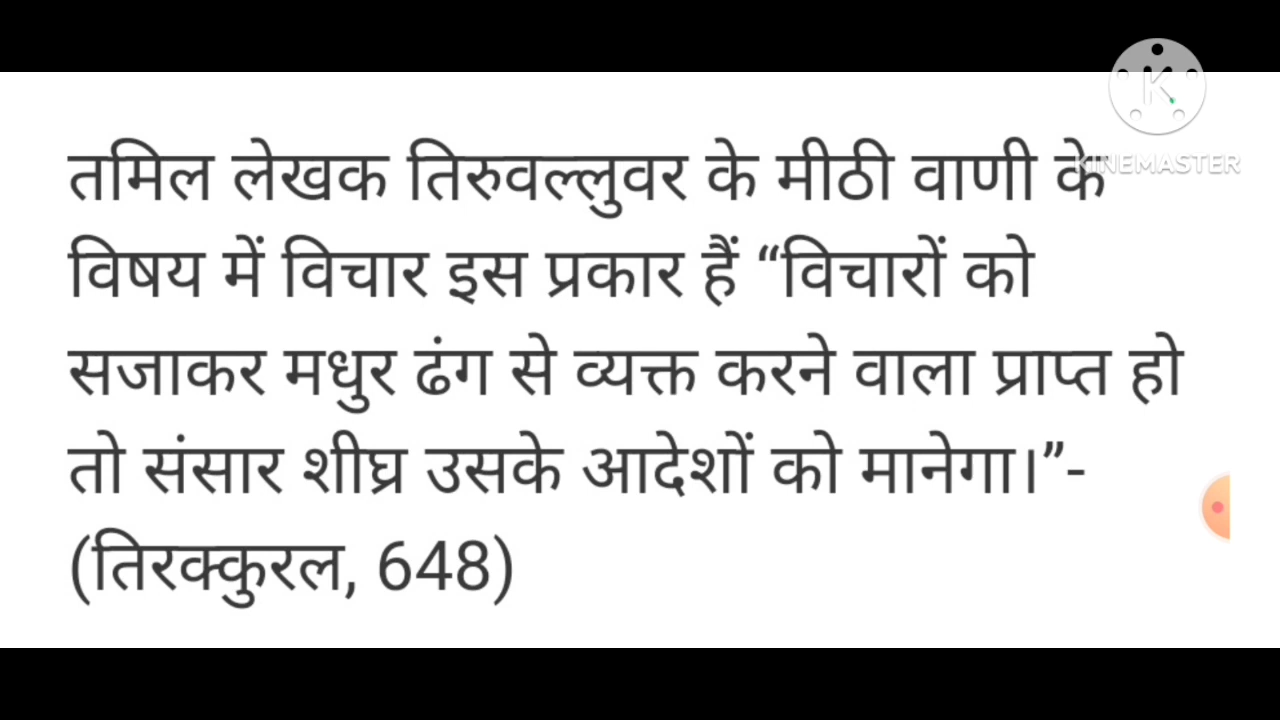 तमिल लेखक तिरुवल्लुवर के मीठी वाणी के
विषय में विचार इस प्रकार हैं “विचारों को
सजाकर मधुर ढंग से व्यक्त करने वाला प्राप्त हो
तो संसार शीघ्र उसके आदेशों को मानेगा।”-
(तिरक्कुरल, 648)
K
KINEMASTER